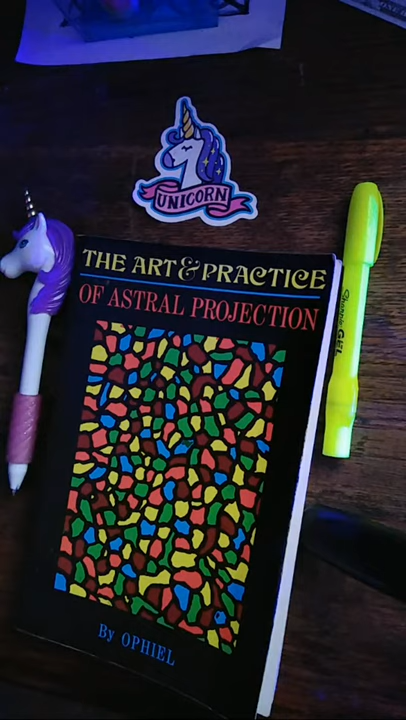 UNICORN
THE ART & PRACTICE
OF ASTRAL PROJECTION
Sharpie GEL
By OPHIEL